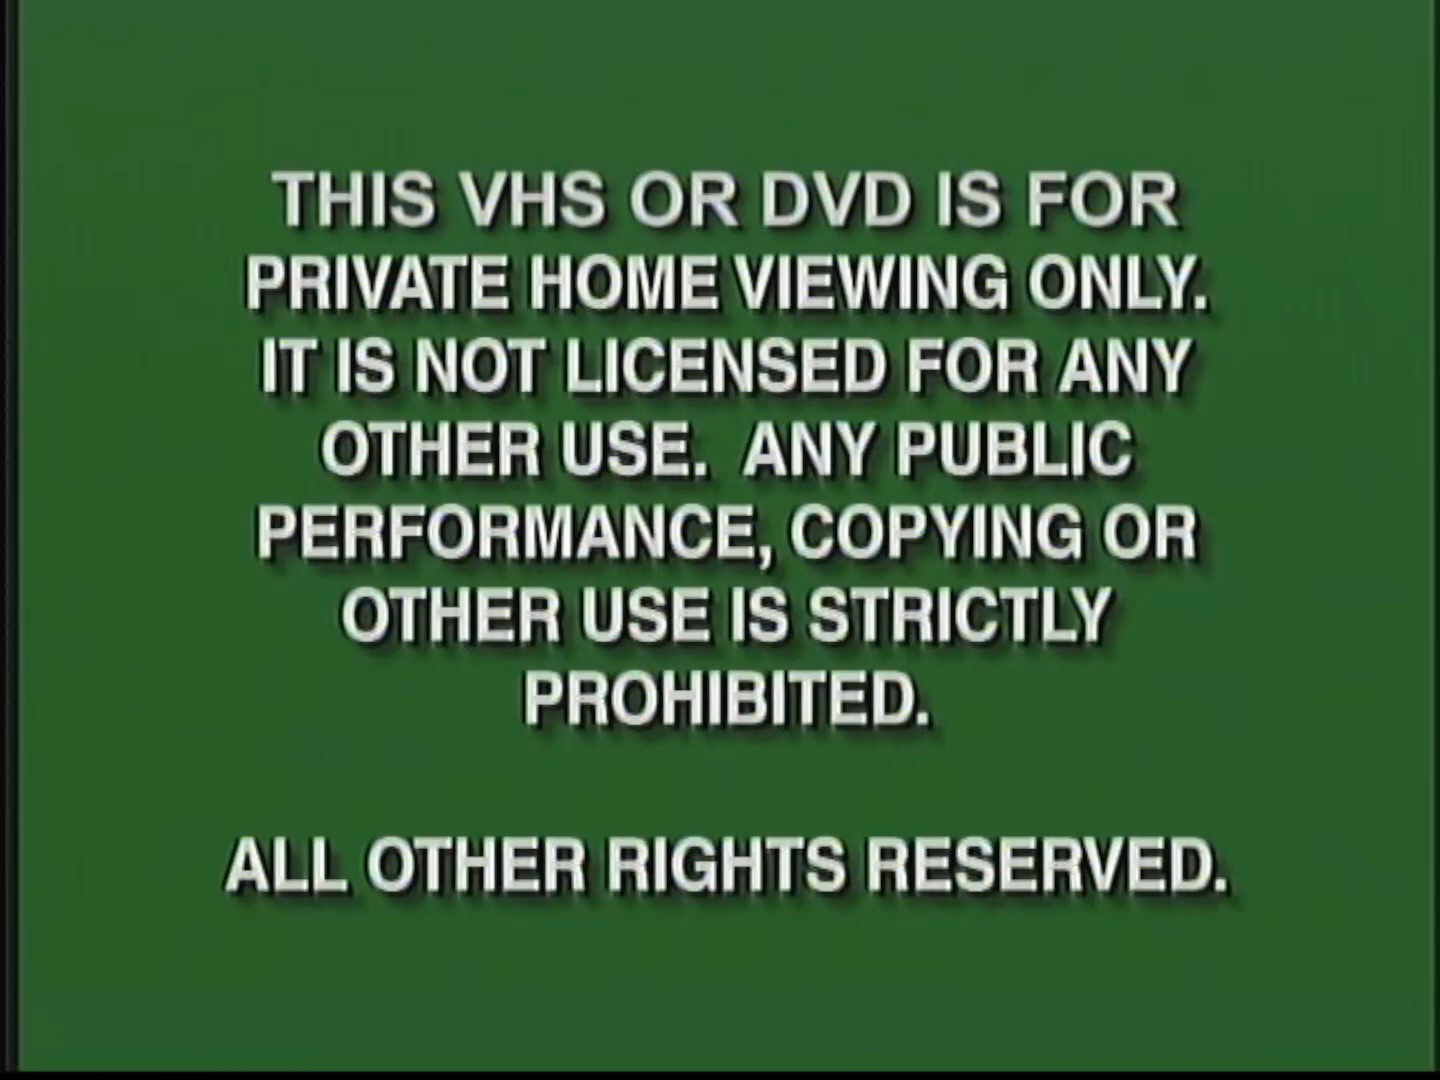 THIS VHS OR DVD IS FOR
PRIVATE HOME VIEWING ONLY.
IT IS NOT LICENSED FOR ANY
OTHER USE.  ANY PUBLIC
PERFORMANCE, COPYING OR
OTHER USE IS STRICTLY
PROHIBITED.
ALL OTHER RIGHTS RESERVED.